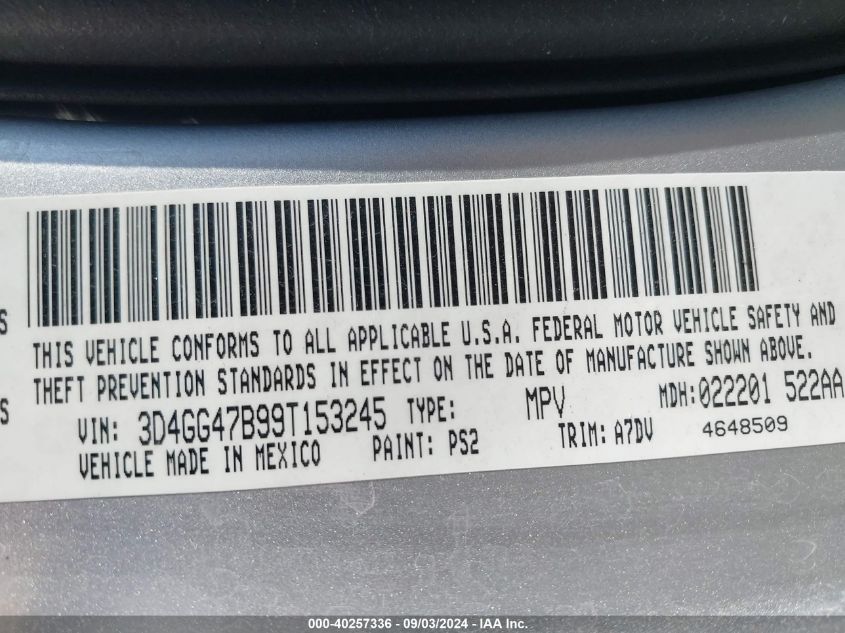 S
THIS VEHICLE CONFORMS TO ALL APPLICABLE U.S.A. FEDERAL MOTOR VEHICLE SAFETY AND
THEFT PREVENTION STANDARDS IN EFFECT ON THE DATE OF MANUFACTURE SHOWN ABOVE.
S
VIN: 3D4GG47B99T153245 TYPE: MPV MDH:022201 522AA
VEHICLE MADE IN MEXICO PAINT: PS2 TRIM: A7DV 4648509
000-40257336 - 09/03/2024 - IAA Inc.